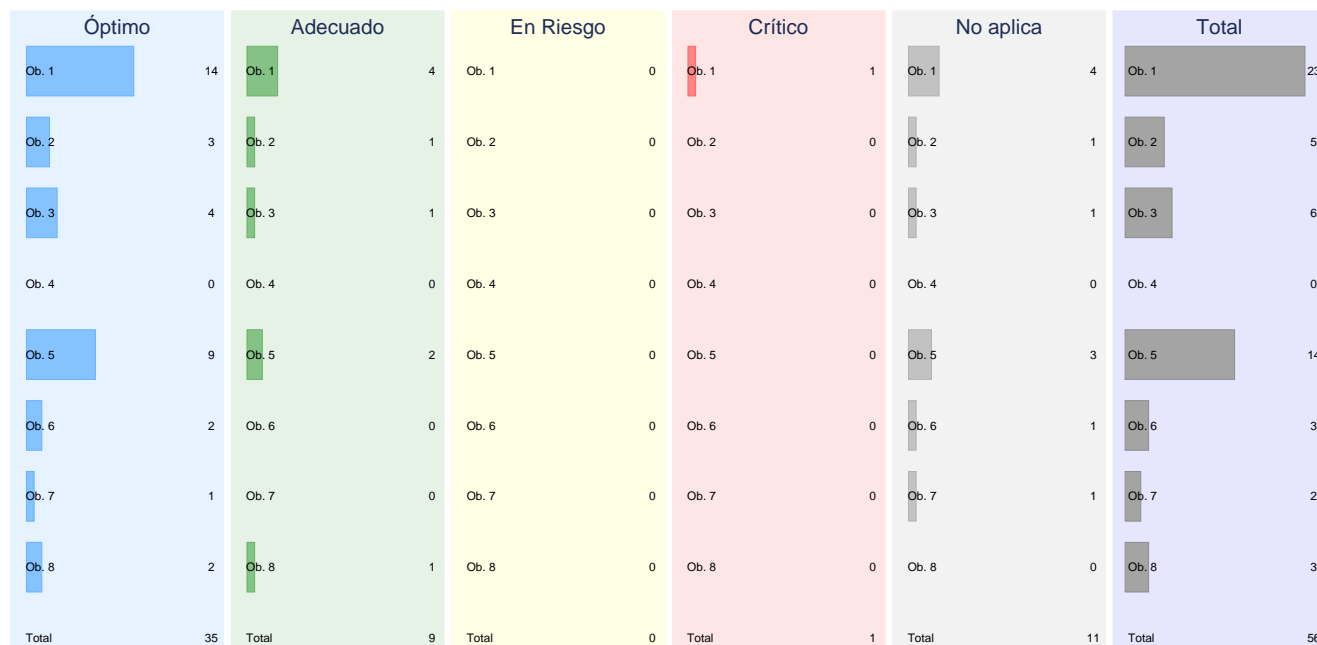 Óptimo Adecuado En Riesgo Crítico No aplica Total
Ob. 1 14 Ob. 1 4 Ob. 1 0 Ob. 1 1 Ob. 1 4 Ob. 1 23
Ob. 2 3 Ob. 2 1 Ob. 2 0 Ob. 2 0 Ob. 2 1 Ob. 2 5
Ob. 3 4 Ob. 3 1 Ob. 3 0 Ob. 3 0 Ob. 3 1 Ob. 3 6
Ob. 4 0 Ob. 4 0 Ob. 4 0 Ob. 4 0 Ob. 4 0 Ob. 4 0
Ob. 5 9 Ob. 5 2 Ob. 5 0 Ob. 5 0 Ob. 5 3 Ob. 5 14
Ob. 6 2 Ob. 6 0 Ob. 6 0 Ob. 6 0 Ob. 6 1 Ob. 6 3
Ob. 7 1 Ob. 7 0 Ob. 7 0 Ob. 7 0 Ob. 7 1 Ob. 7 2
Ob. 8 2 Ob. 8 1 Ob. 8 0 Ob. 8 0 Ob. 8 0 Ob. 8 3
Total 35 Total 9 Total 0 Total 1 Total 11 Total 56